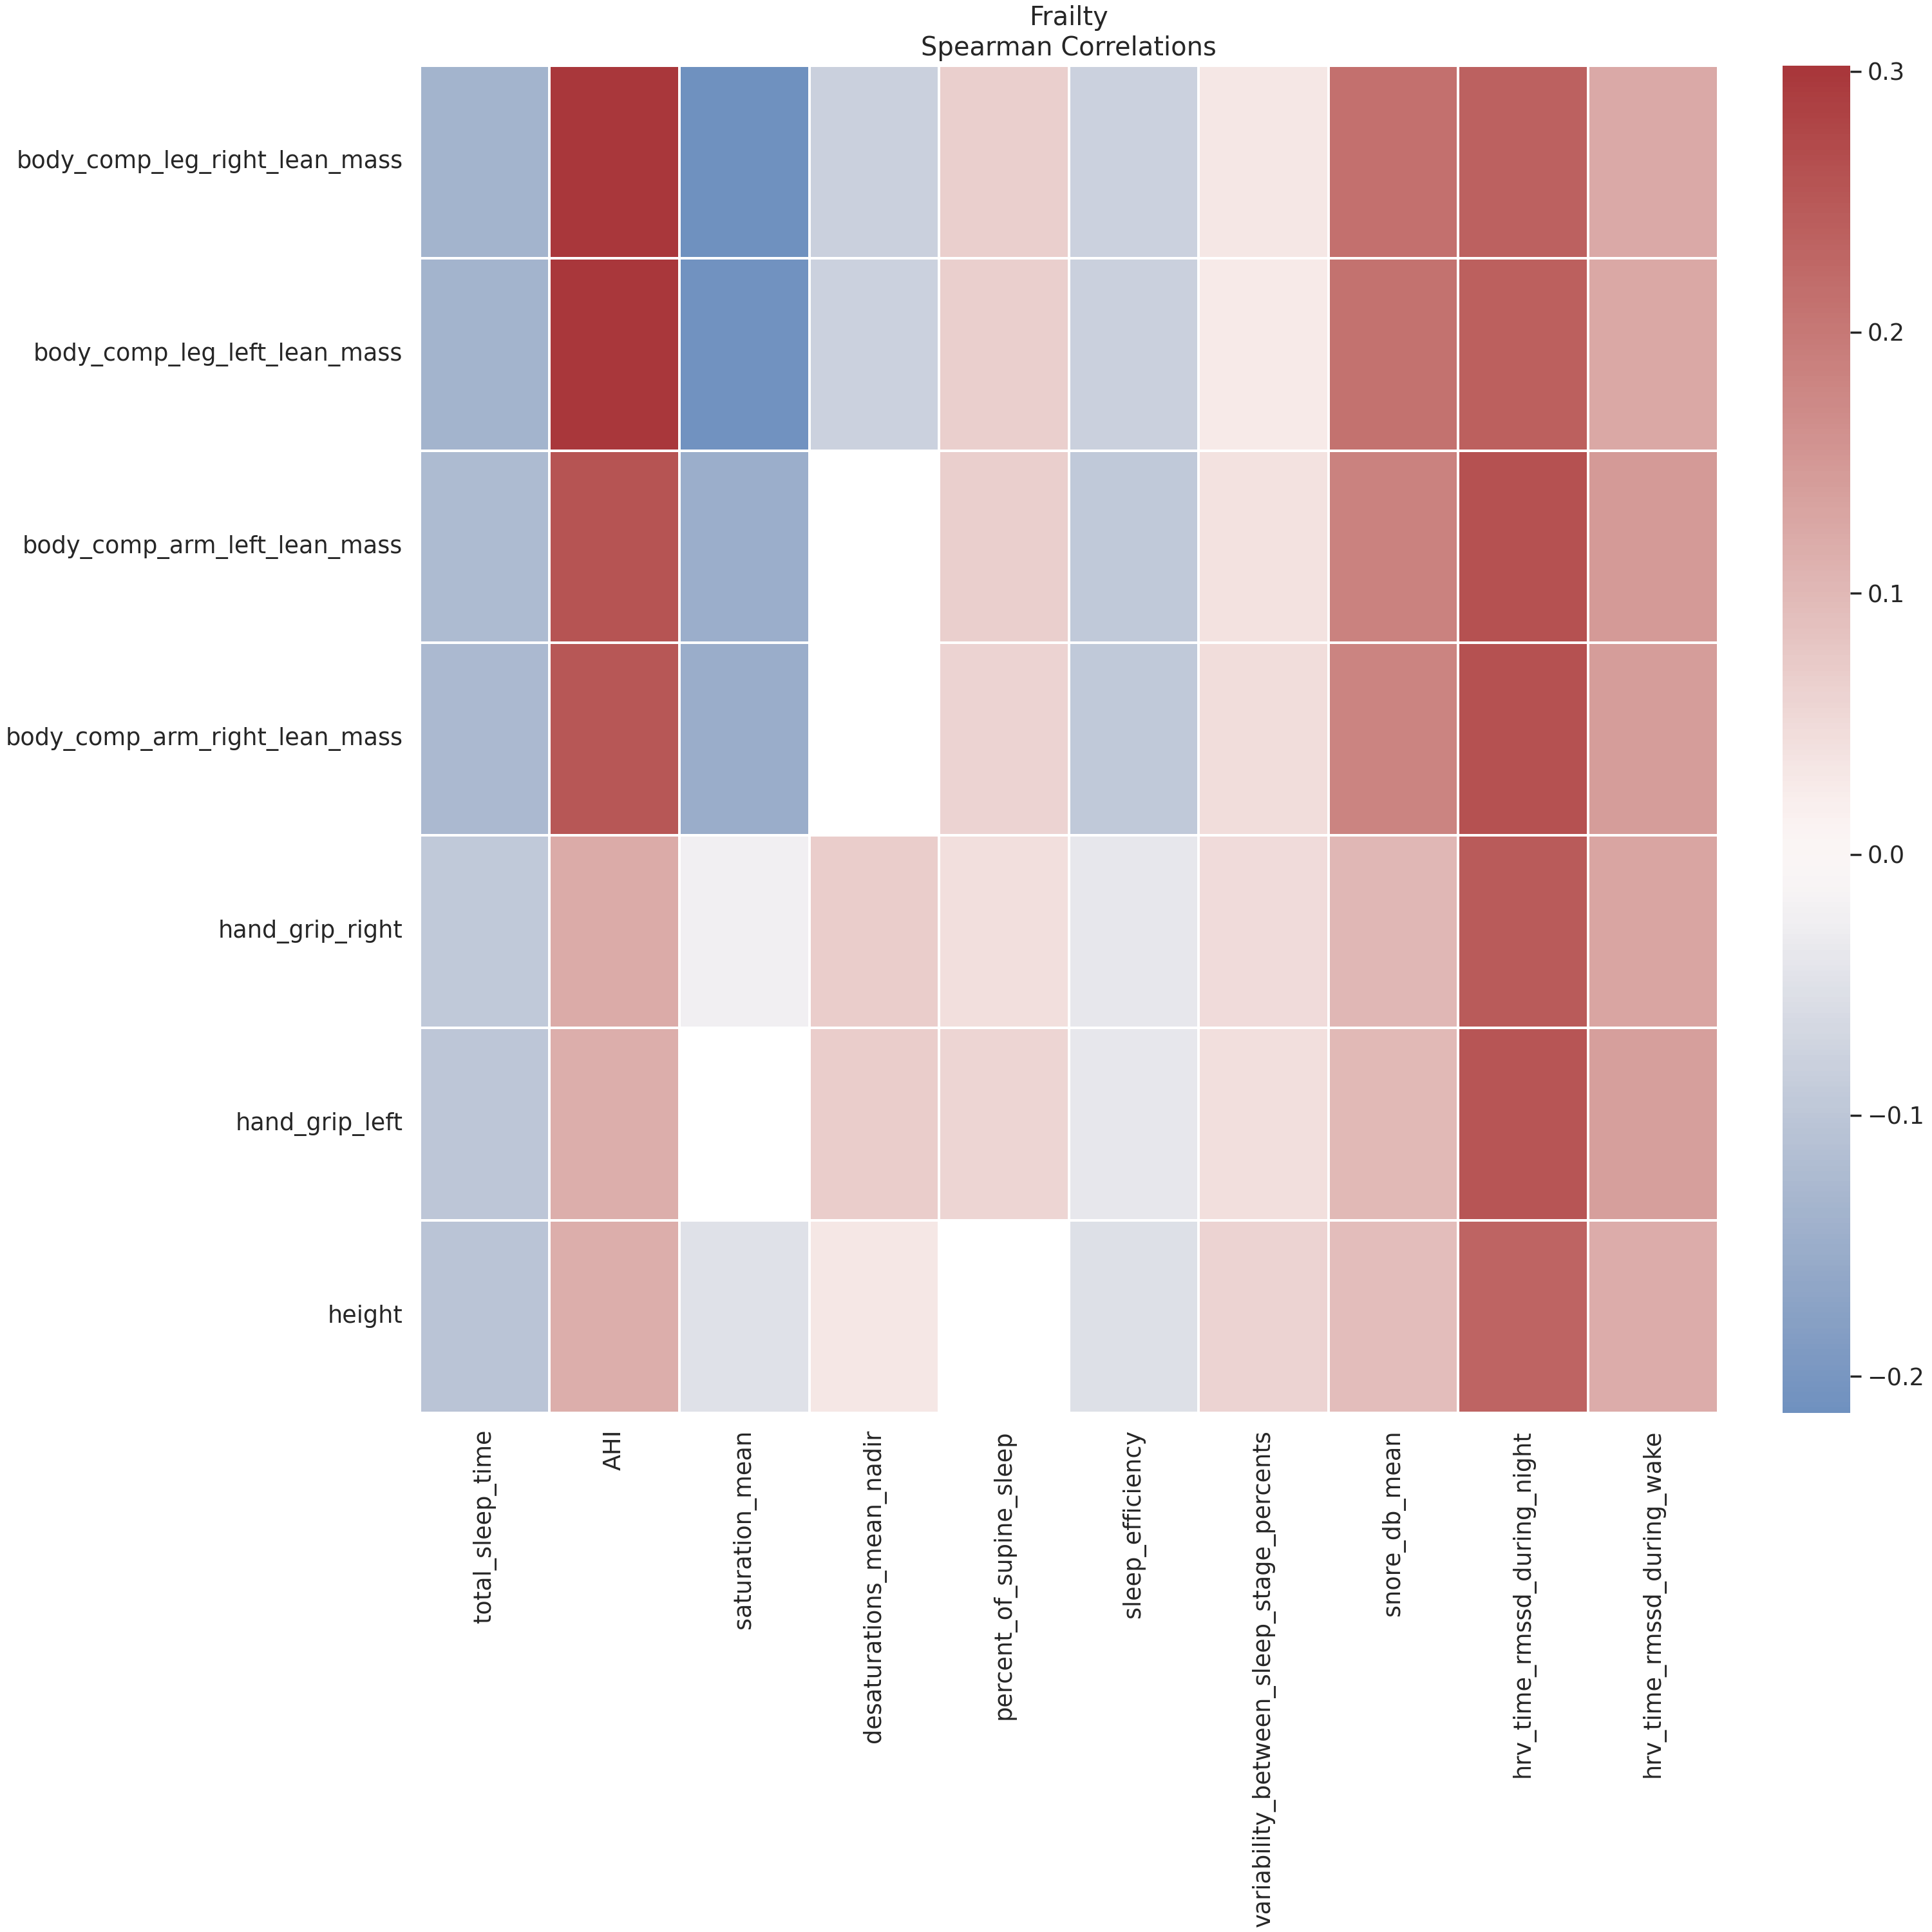 Frailty
Spearman Correlations
body_comp_leg_right_lean_mass
body_comp_leg_left_lean_mass
body_comp_arm_left_lean_mass
body_comp_arm_right_lean_mass
hand_grip_right
hand_grip_left
height
total_sleep_time
AHI
saturation_mean
desaturations_mean_nadir
percent_of_supine_sleep
sleep_efficiency
variability_between_sleep_stage_percents
snore_db_mean
hrv_time_rmssd_during_night
hrv_time_rmssd_during_wake
0.3
0.2
0.1
0.0
−0.1
−0.2